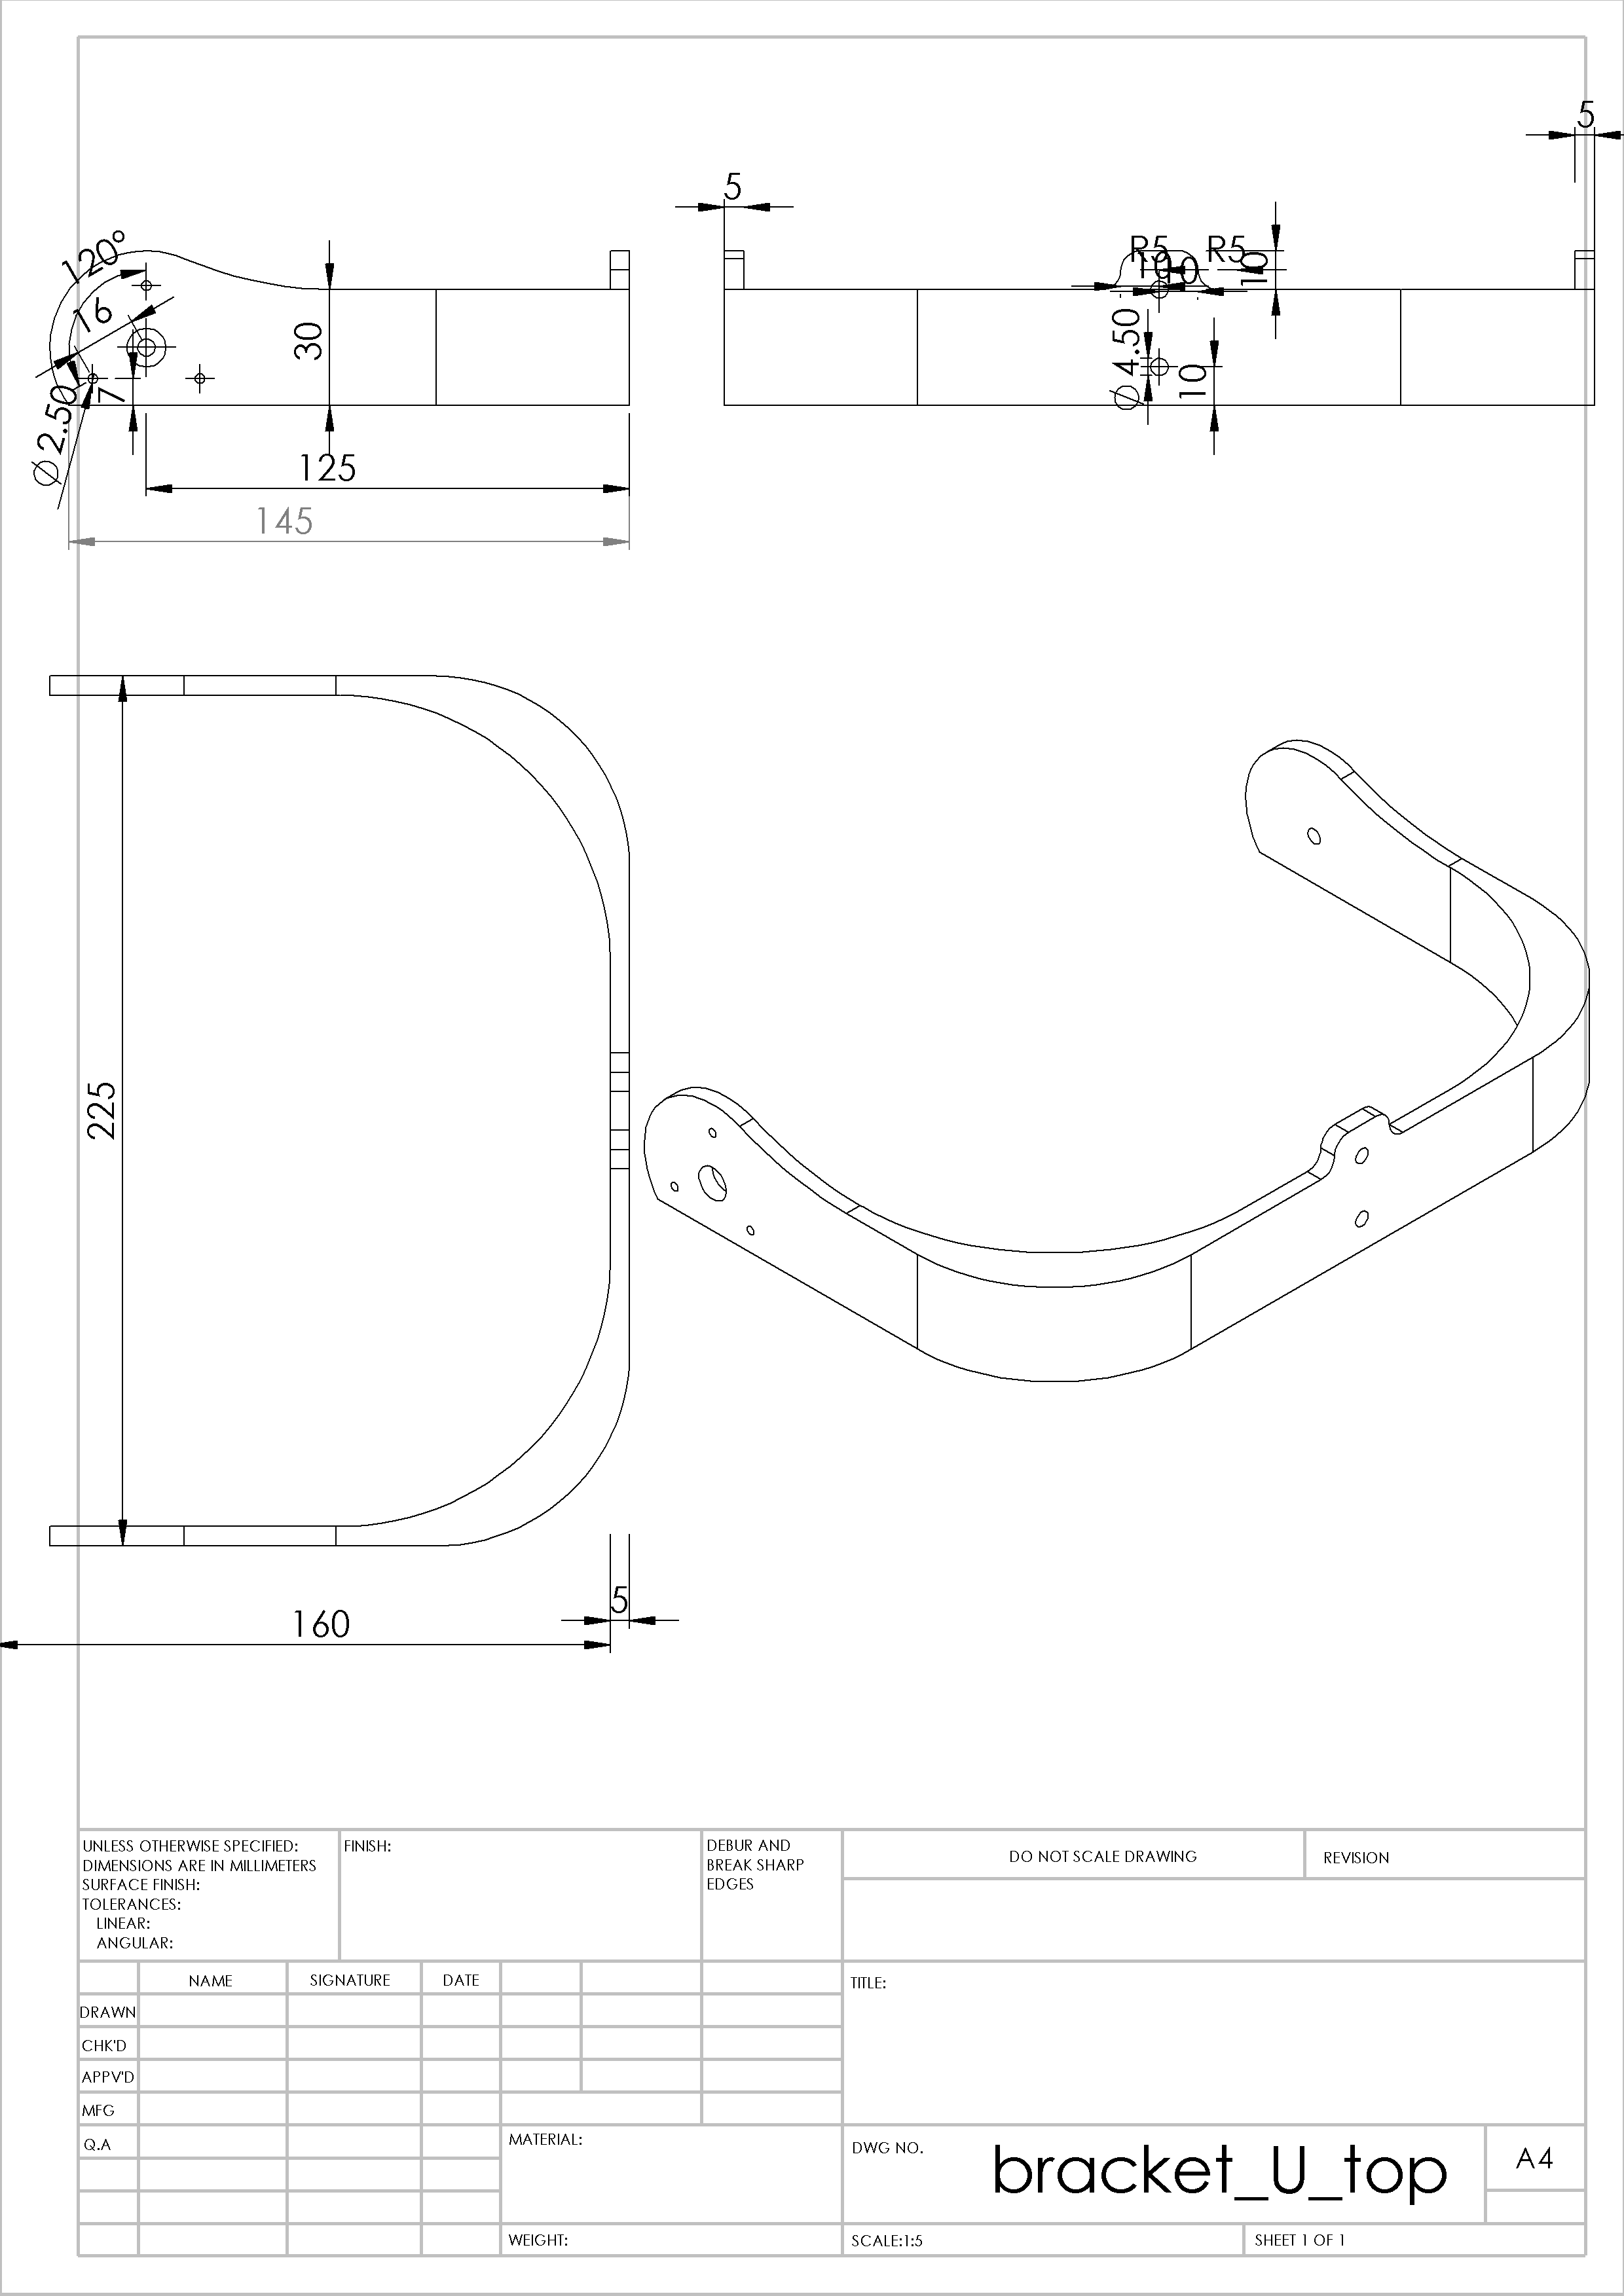 5
5
120°
R5
R5
10
10
10
16
30
Ø 4.50
10
7
Ø 2.50
125
145
225
5
160
UNLESS OTHERWISE SPECIFIED:
DIMENSIONS ARE IN MILLIMETERS
SURFACE FINISH:
TOLERANCES:
LINEAR:
ANGULAR:
FINISH:
DEBUR AND
BREAK SHARP
EDGES
DO NOT SCALE DRAWING
REVISION
NAME
SIGNATURE
DATE
DRAWN
CHK'D
APPV'D
MFG
Q.A
TITLE:
MATERIAL:
DWG NO.
bracket_U_top
A4
WEIGHT:
SCALE:1:5
SHEET 1 OF 1